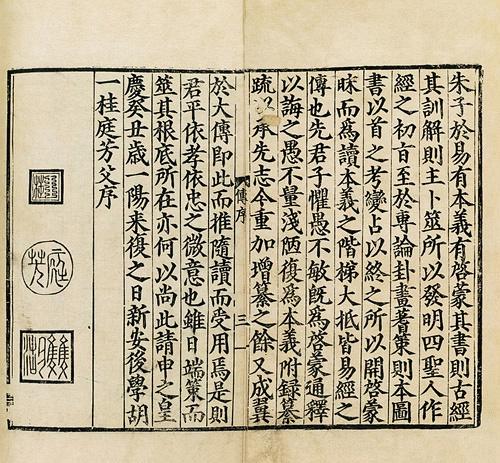 朱子於易有本義有啓蒙其書則古經
其訓解則主卜筮所以發明四聖人作
經之初旨至於專論卦畫蓍策則本圖
書以首之考變占以終之所以開啓蒙
昧而爲讀本義之階梯大抵皆易經之
傳也先君子懼愚不敏旣爲啓蒙通釋
以誨之愚不量淺陋復爲本義附録纂
疏以承先志今重加增纂之餘又成翼
傳序
三
於大傳即此而推隨讀而受用焉是則
君平依孝依忠之微意也雖日端策而
筮其根底所在亦何以尚此請申之皇
慶癸丑歲一陽来復之日新安後學胡
一桂庭芳父序
庭芳
雙湖